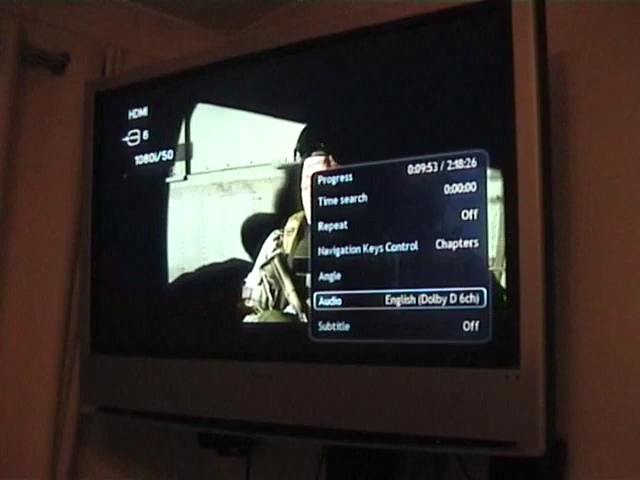 HDMI
6
1080i/50
Progress 0:09:53 / 2:18:26
Time search 0:00:00
Repeat Off
Navigation Keys Control Chapters
Angle
Audio English (Dolby D 6ch)
Subtitle Off